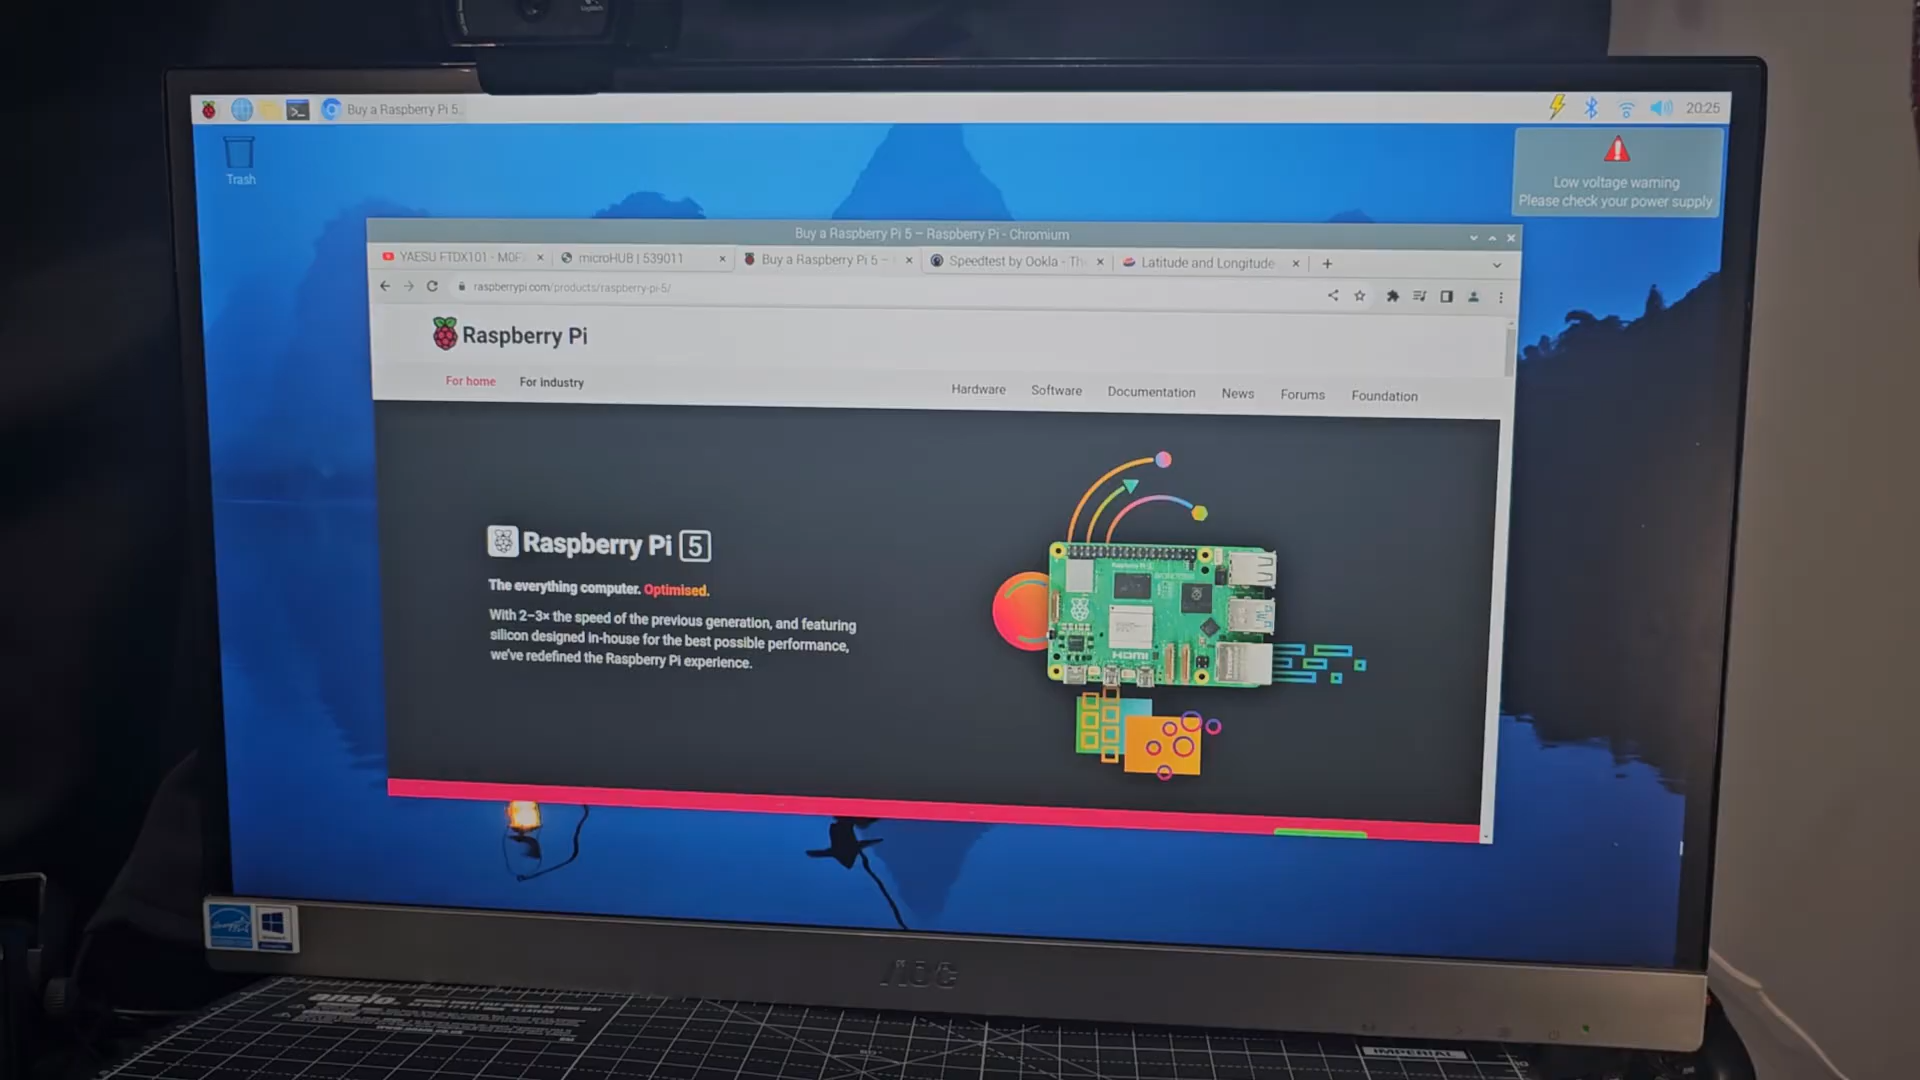 Buy a Raspberry Pi 5
20:25
Trash
Low voltage warning
Please check your power supply
Buy a Raspberry Pi 5 – Raspberry Pi - Chromium
YAESU FTDX101 - M0F
microHUB | 539011
Buy a Raspberry Pi 5 –
Speedtest by Ookla - Th
Latitude and Longitude
raspberrypi.com/products/raspberry-pi-5/
Raspberry Pi
For home
For industry
Hardware
Software
Documentation
News
Forums
Foundation
Raspberry Pi 5
The everything computer. Optimised.
With 2–3× the speed of the previous generation, and featuring
silicon designed in-house for the best possible performance,
we've redefined the Raspberry Pi experience.
HDMI
AOC
ensio
IMPERIAL